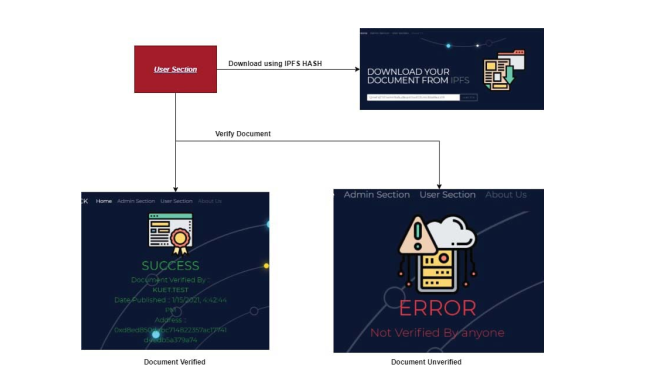 User Section
Download using IPFS HASH
DOWNLOAD YOUR
DOCUMENT FROM IPFS
Verify Document
CK Home Admin Section User Section About Us
SUCCESS
Document Verified By :
KUET TEST
Date Published : 1/15/2021, 4:42:44
PM
Address :
Admin Section User Section About Us
ERROR
Not Verified By anyone
Document Verified
Document Unverified